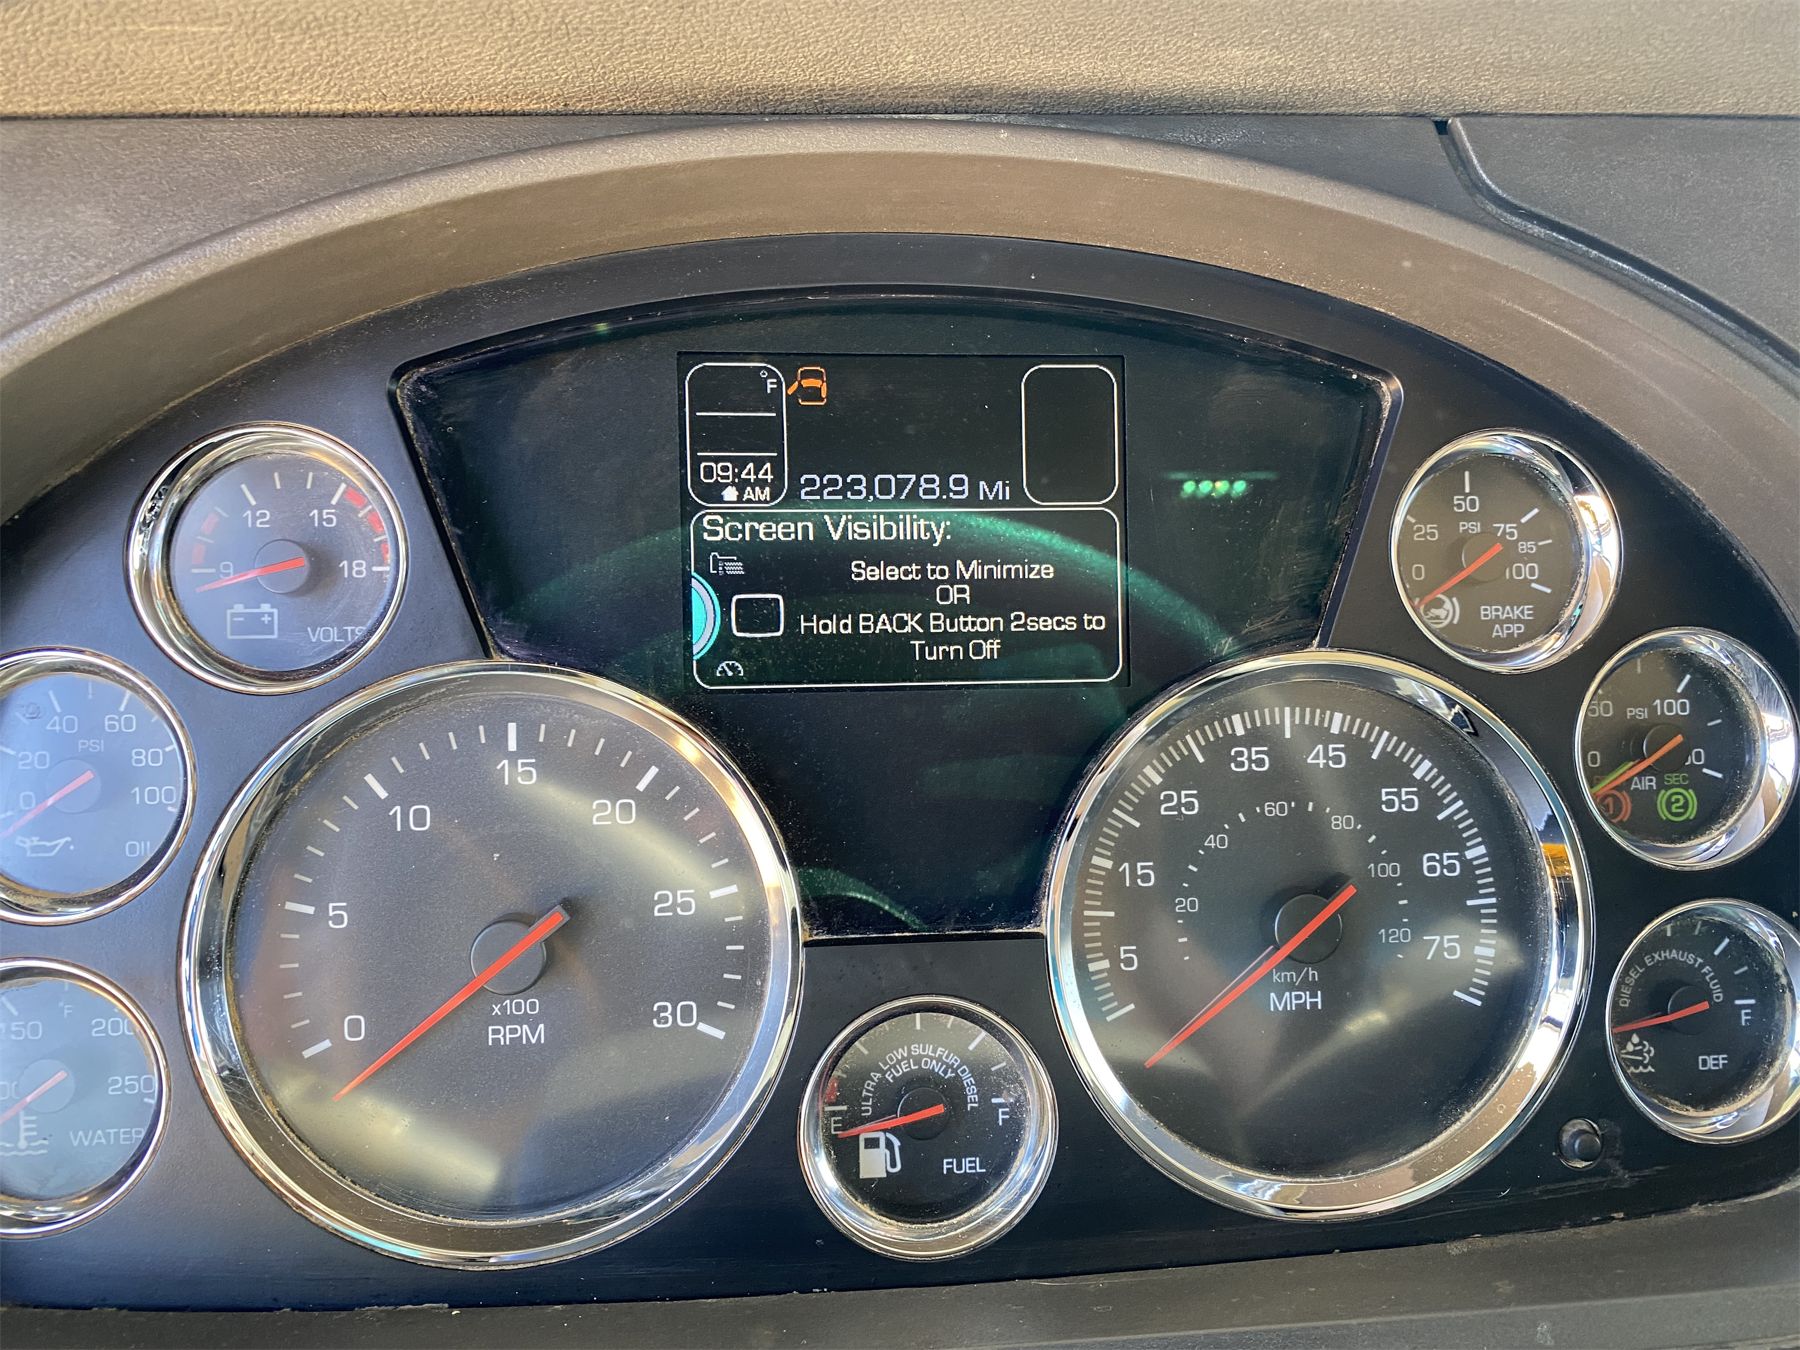 °F
09:44
AM
223,078.9 Mi
Screen Visibility:
Select to Minimize
OR
Hold BACK Button 2secs to
Turn Off
9 12 15 18
VOLTS
0 25 50 75 85 100
PSI
BRAKE
APP
0 20 40 60 80 100
PSI
OIL
0 5 10 15 20 25 30
x100
RPM
5 15 25 35 45 55 65 75
20 40 60 80 100 120
km/h
MPH
0 50 100
PSI
AIR
SEC
1 2
°F
200
250
WATER
ULTRA LOW SULFUR DIESEL
FUEL ONLY
E F
FUEL
DIESEL EXHAUST FLUID
F
DEF